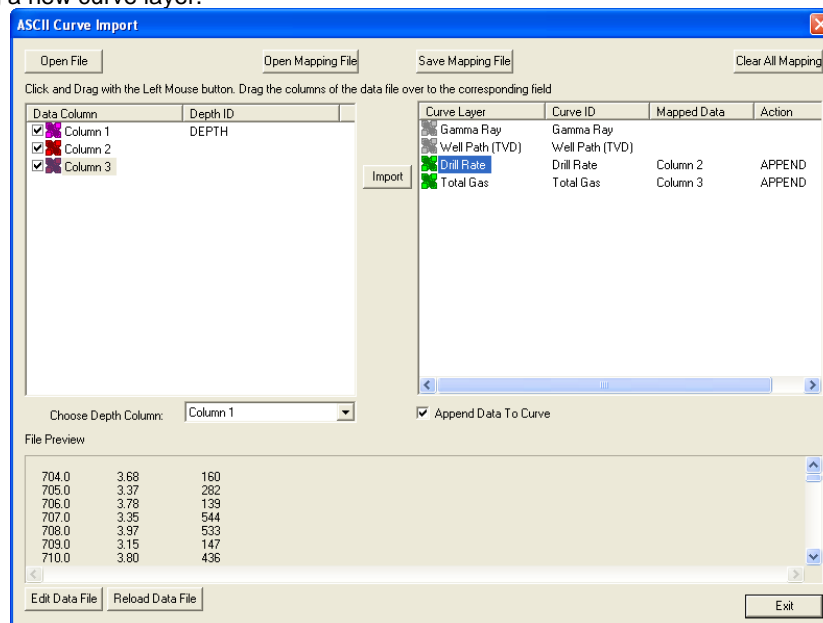 a new curve layer.
ASCII Curve Import
Open File Open Mapping File Save Mapping File Clear All Mapping
Click and Drag with the Left Mouse button. Drag the columns of the data file over to the corresponding field
Data Column Depth ID
Column 1 DEPTH
Column 2
Column 3
Import
Curve Layer Curve ID Mapped Data Action
Gamma Ray Gamma Ray
Well Path (TVD) Well Path (TVD)
Drill Rate Drill Rate Column 2 APPEND
Total Gas Total Gas Column 3 APPEND
Choose Depth Column: Column 1
Append Data To Curve
File Preview
704.0 3.68 160
705.0 3.37 282
706.0 3.78 139
707.0 3.35 544
708.0 3.97 533
709.0 3.15 147
710.0 3.80 436
Edit Data File Reload Data File
Exit